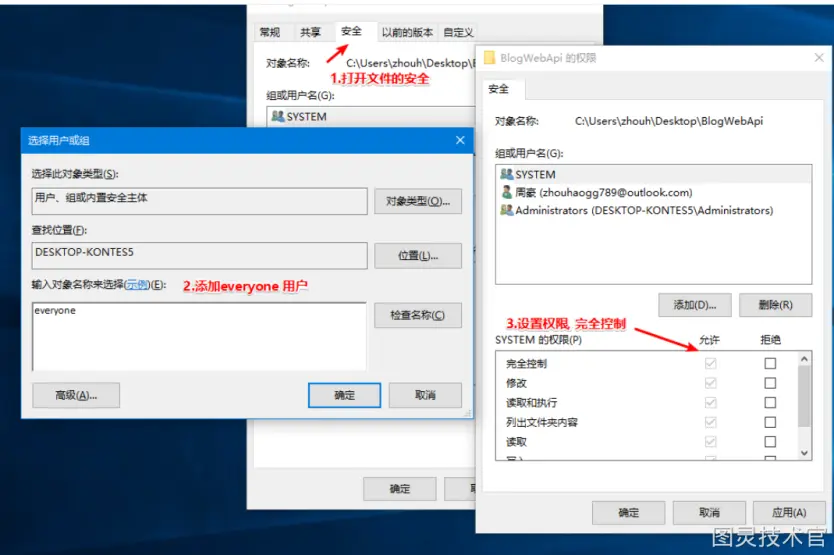 常规 共享 安全 以前的版本 自定义
对象名称: C:\Users\zhouh\Desktop\B
1.打开文件的安全
组或用户名(G):
SYSTEM
确定
选择用户或组
选择此对象类型(S):
用户、组或内置安全主体
对象类型(O)...
查找位置(F):
DESKTOP-KONTES5
位置(L)...
输入对象名称来选择(示例)(E):
2.添加everyone 用户
everyone
检查名称(C)
高级(A)...
确定
取消
BlogWebApi 的权限
安全
对象名称: C:\Users\zhouh\Desktop\BlogWebApi
组或用户名(G):
SYSTEM
周豪 (zhouhaogg789@outlook.com)
Administrators (DESKTOP-KONTES5\Administrators)
添加(D)...
删除(R)
3.设置权限, 完全控制
SYSTEM 的权限(P) 允许 拒绝
完全控制
修改
读取和执行
列出文件夹内容
读取
确定
取消
应用(A)
图灵技术官